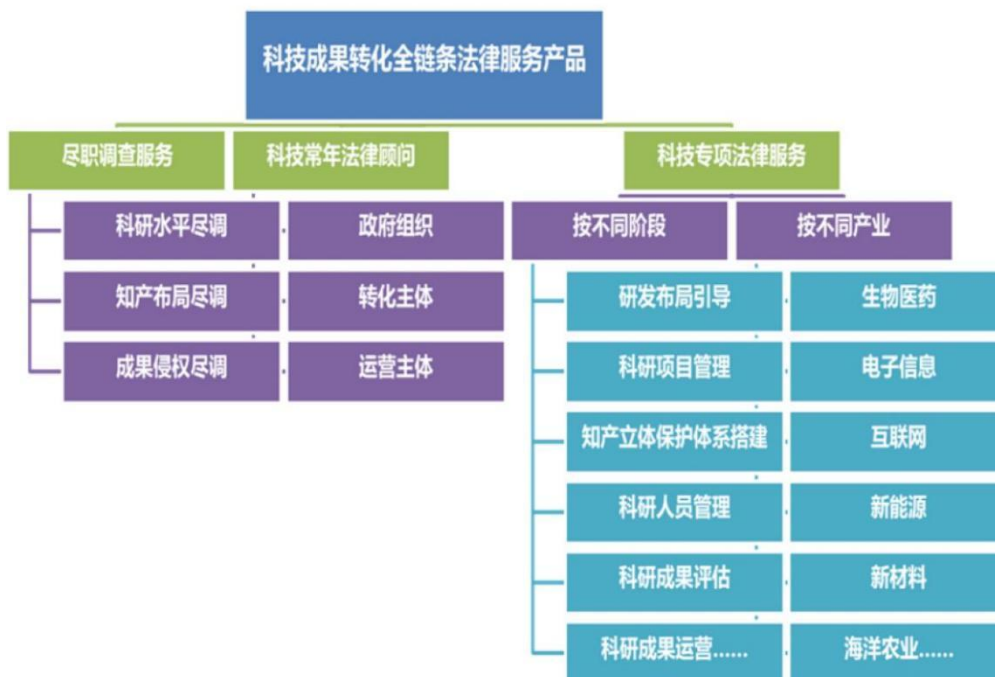 科技成果转化全链条法律服务产品
尽职调查服务
科技常年法律顾问
科技专项法律服务
科研水平尽调
政府组织
按不同阶段
按不同产业
知产布局尽调
转化主体
研发布局引导
生物医药
成果侵权尽调
运营主体
科研项目管理
电子信息
知产立体保护体系搭建
互联网
科研人员管理
新能源
科研成果评估
新材料
科研成果运营......
海洋农业......